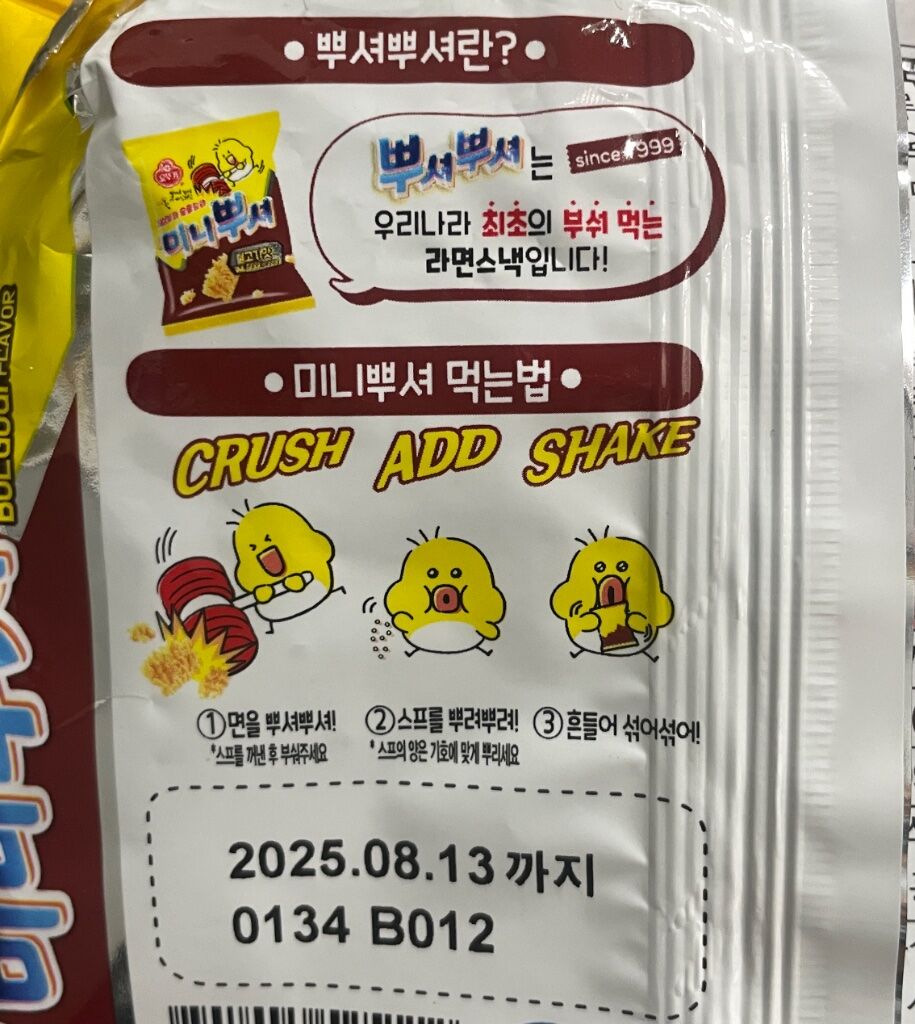 • 뿌셔뿌셔란? •
뿌셔뿌셔는 since 1999
우리나라 최초의 부숴 먹는
라면스낵입니다!
미니뿌셔
불고기맛
• 미니뿌셔 먹는법 •
CRUSH ADD SHAKE
①면을 뿌셔뿌셔! ②스프를 뿌려뿌려! ③흔들어 섞어섞어!
*스프를 꺼낸 후 부숴주세요 *스프의 양은 기호에 맞게 뿌리세요
2025.08.13 까지
0134 B012
BULGOGI FLAVOR